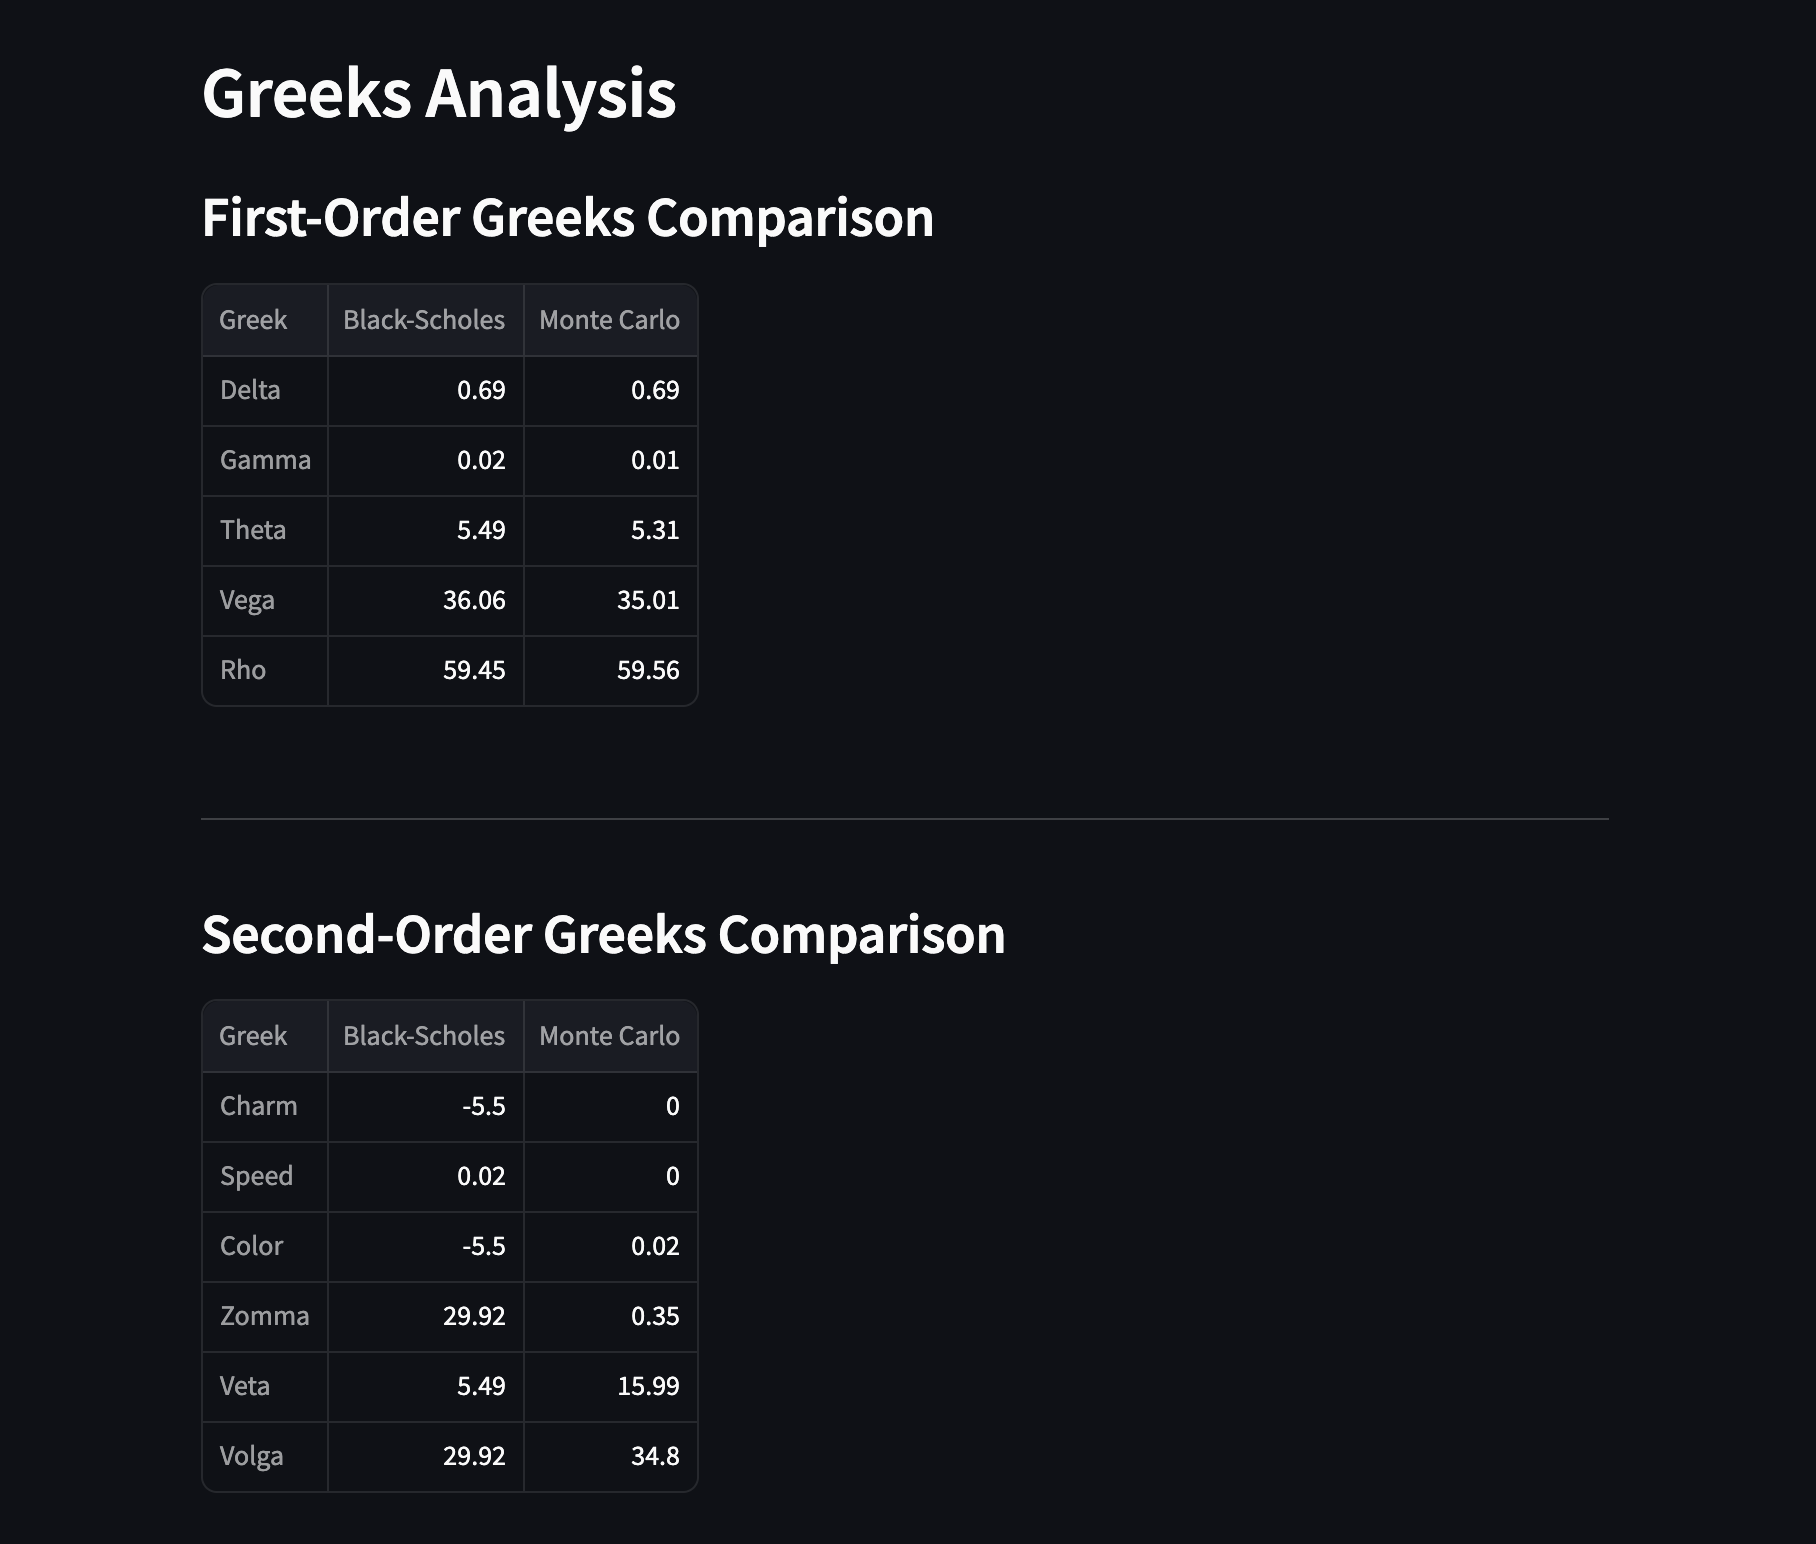 Greeks Analysis
First-Order Greeks Comparison
Greek Black-Scholes Monte Carlo
Delta 0.69 0.69
Gamma 0.02 0.01
Theta 5.49 5.31
Vega 36.06 35.01
Rho 59.45 59.56
Second-Order Greeks Comparison
Greek Black-Scholes Monte Carlo
Charm -5.5 0
Speed 0.02 0
Color -5.5 0.02
Zomma 29.92 0.35
Veta 5.49 15.99
Volga 29.92 34.8